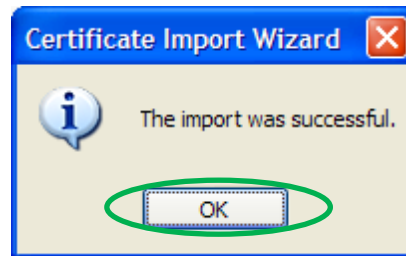 Certificate Import Wizard
The import was successful.
OK